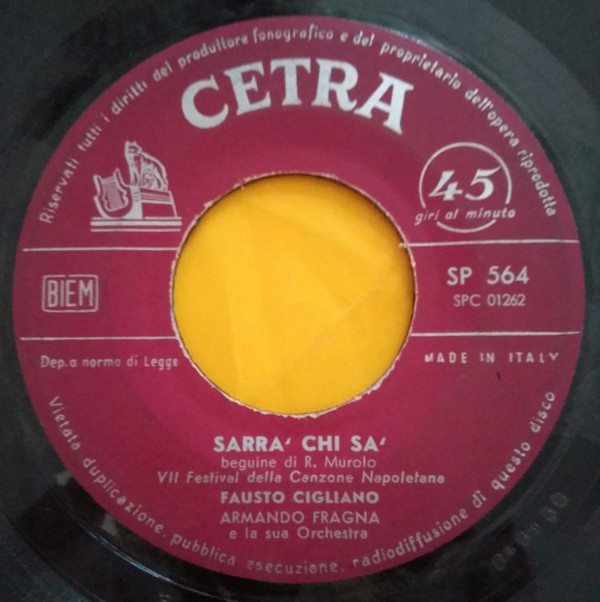 Riservati tutti i diritti del produttore fonografico e del proprietario dell'opera riprodotta
CETRA
45
giri al minuto
BIEM
SP 564
SPC 01262
Dep. a norma di Legge
MADE IN ITALY
SARRA' CHI SA'
beguine di R. Murolo
VII Festival della Canzone Napoletana
FAUSTO CIGLIANO
ARMANDO FRAGNA
e la sua Orchestra
Vietata duplicazione, pubblica esecuzione, radiodiffusione di questo disco